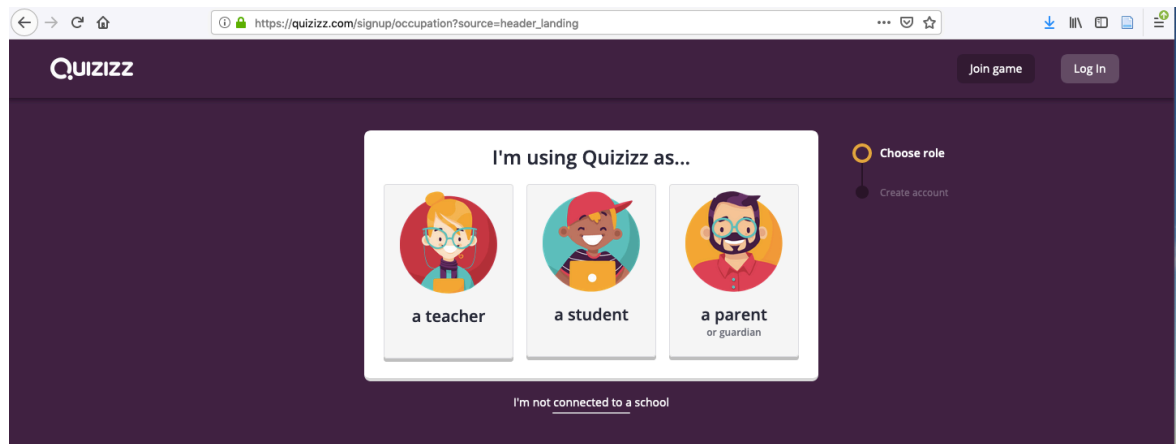 https://quizizz.com/signup/occupation?source=header_landing
Quizizz
Join game
Log In
I'm using Quizizz as...
Choose role
Create account
a teacher
a student
a parent
or guardian
I'm not connected to a school